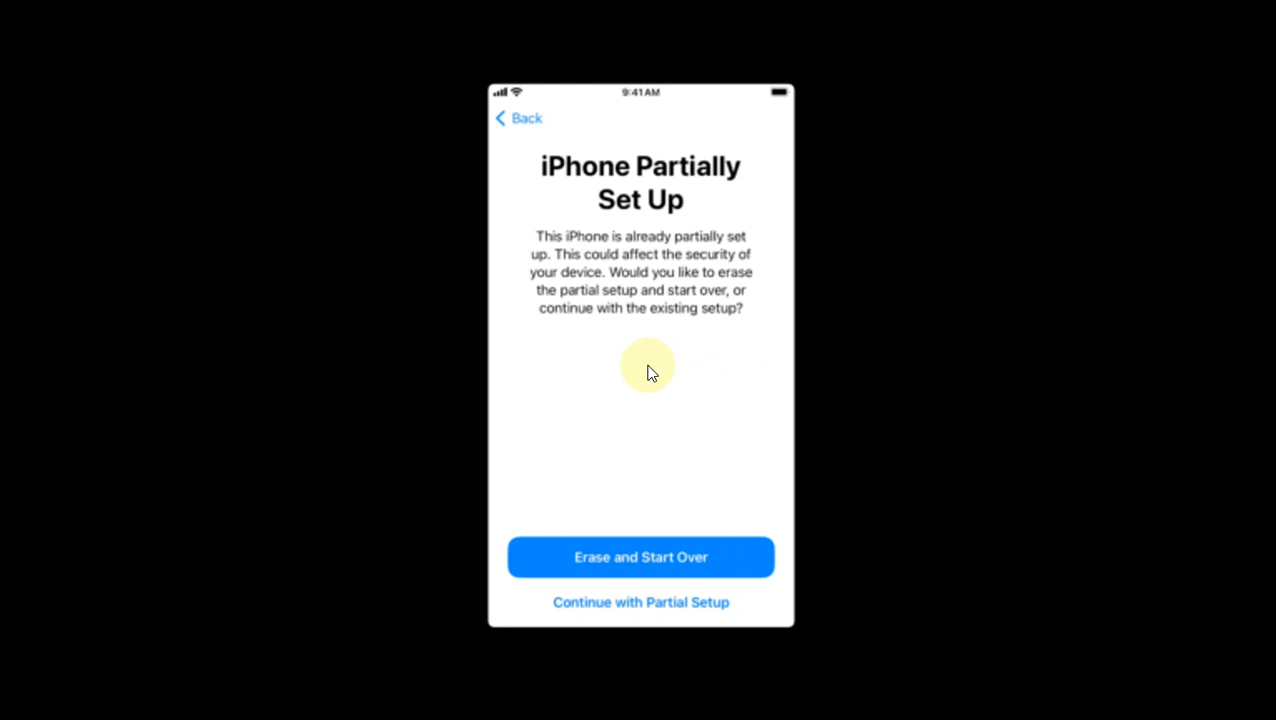 9:41AM
Back
iPhone Partially
Set Up
This iPhone is already partially set
up. This could affect the security of
your device. Would you like to erase
the partial setup and start over, or
continue with the existing setup?
Erase and Start Over
Continue with Partial Setup